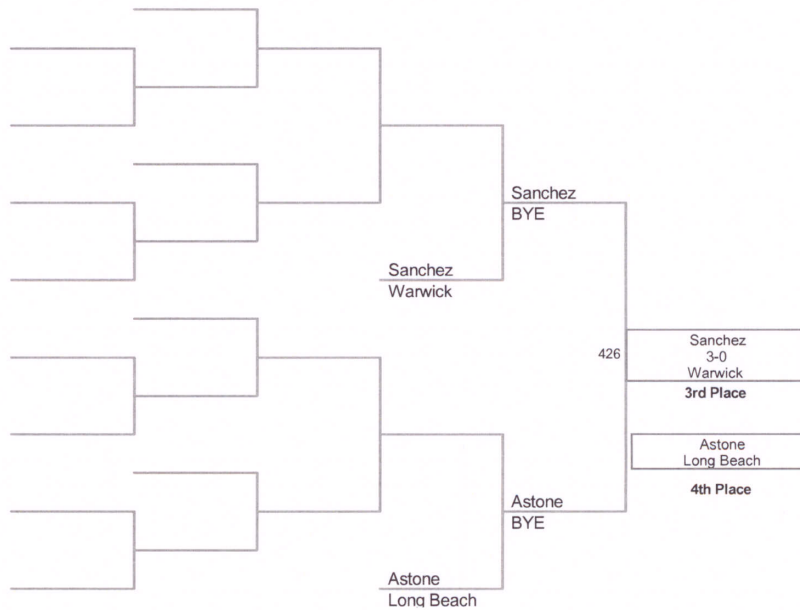 Sanchez
BYE
Sanchez
Warwick
426
Sanchez
3-0
Warwick
3rd Place
Astone
Long Beach
4th Place
Astone
BYE
Astone
Long Beach